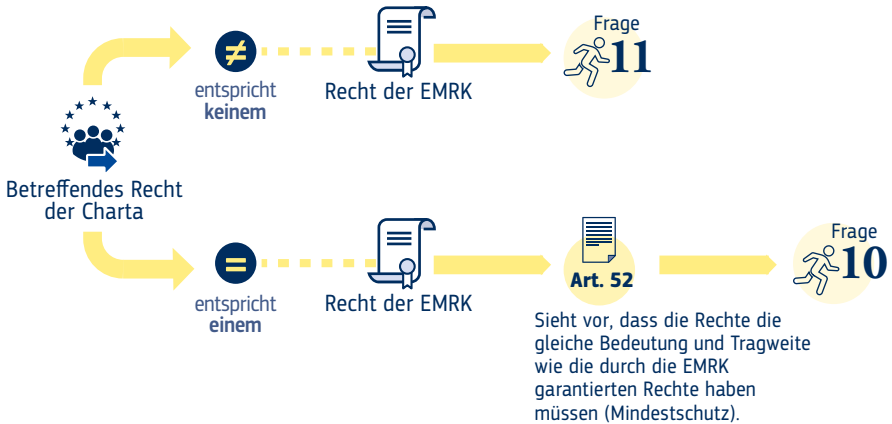 Frage
11
≠
entspricht
keinem
Recht der EMRK
Betreffendes Recht
der Charta
=
entspricht
einem
Recht der EMRK
Art. 52
Sieht vor, dass die Rechte die
gleiche Bedeutung und Tragweite
wie die durch die EMRK
garantierten Rechte haben
müssen (Mindestschutz).
Frage
10